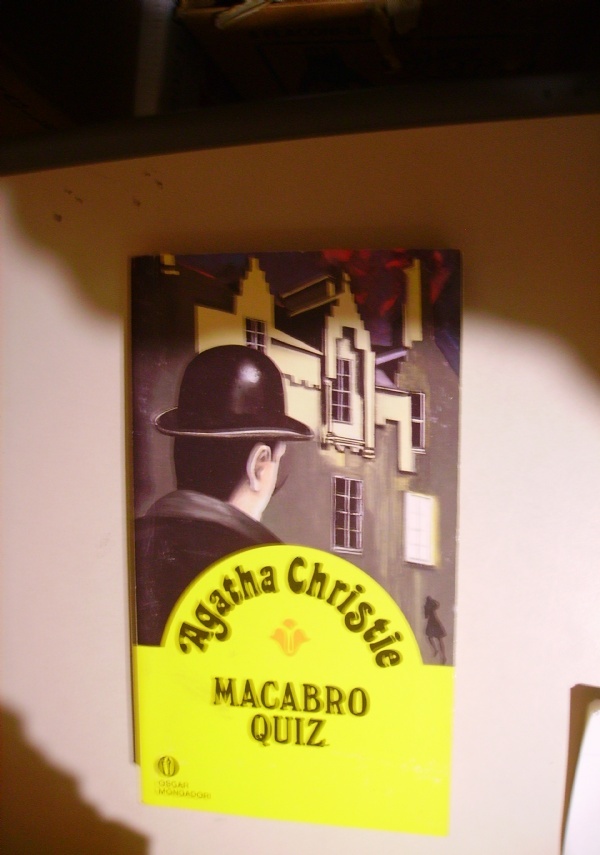 Agatha Christie
MACABRO
QUIZ
OSCAR
MONDADORI